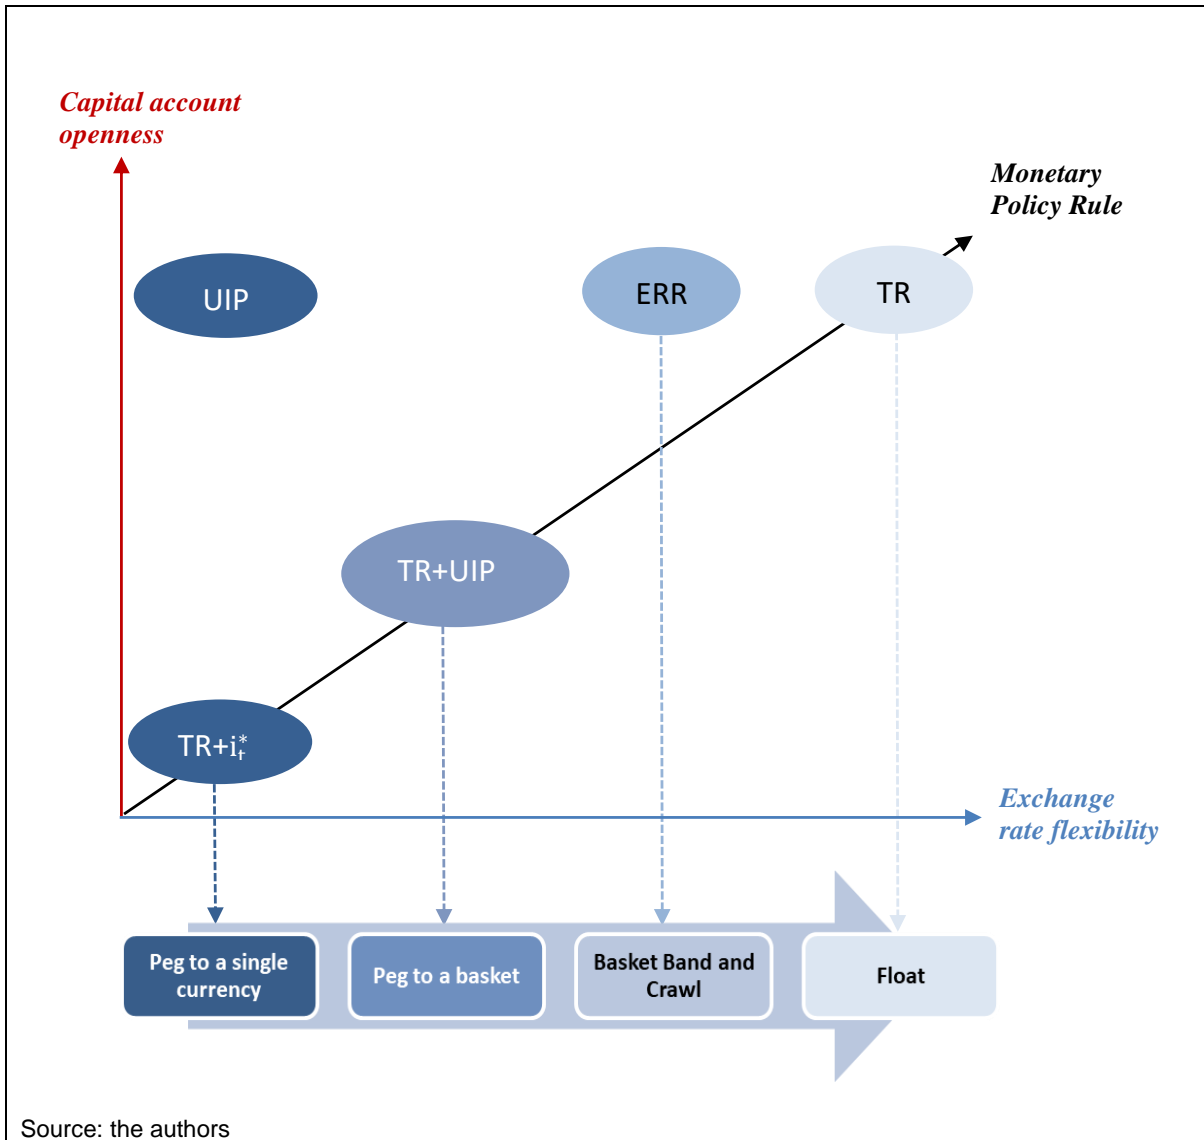 Capital account
openness
Monetary
Policy Rule
UIP
ERR
TR
TR+UIP
TR+i*t
Exchange
rate flexibility
Peg to a single
currency
Peg to a basket
Basket Band and
Crawl
Float
Source: the authors